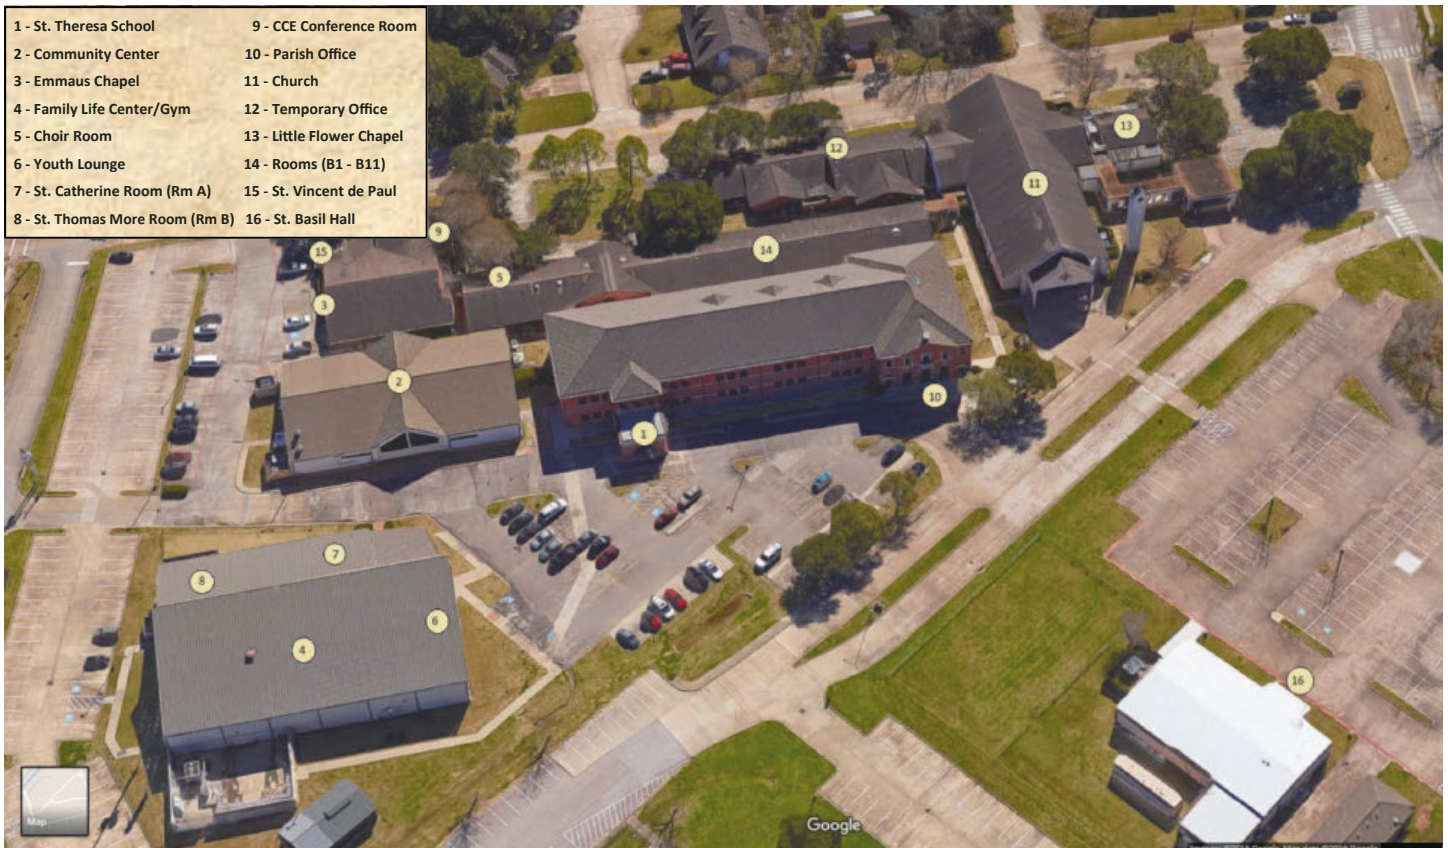 1 - St. Theresa School
2 - Community Center
3 - Emmaus Chapel
4 - Family Life Center/Gym
5 - Choir Room
6 - Youth Lounge
7 - St. Catherine Room (Rm A)
8 - St. Thomas More Room (Rm B)
9 - CCE Conference Room
10 - Parish Office
11 - Church
12 - Temporary Office
13 - Little Flower Chapel
14 - Rooms (B1 - B11)
15 - St. Vincent de Paul
16 - St. Basil Hall
13
12
11
9
14
15
5
3
2
10
1
7
8
6
4
16
Map
Google